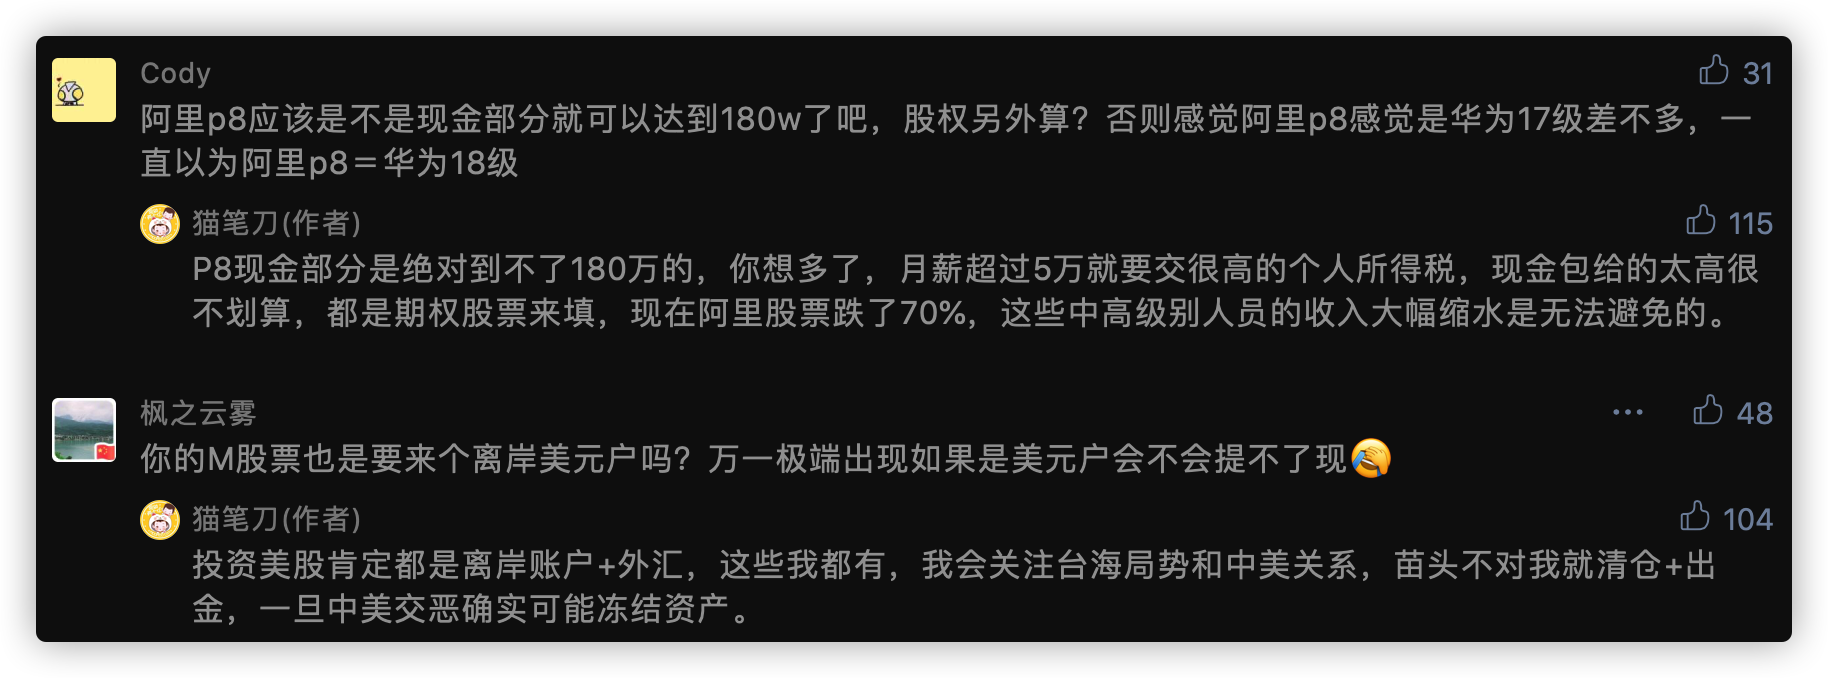 Cody
31
阿里p8应该是不是现金部分就可以达到180w了吧，股权另外算？否则感觉阿里p8感觉是华为17级差不多，一
直以为阿里p8＝华为18级
猫笔刀(作者)
115
P8现金部分是绝对到不了180万的，你想多了，月薪超过5万就要交很高的个人所得税，现金包给的太高很
不划算，都是期权股票来填，现在阿里股票跌了70%，这些中高级别人员的收入大幅缩水是无法避免的。
枫之云雾
48
你的M股票也是要来个离岸美元户吗？万一极端出现如果是美元户会不会提不了现
猫笔刀(作者)
104
投资美股肯定都是离岸账户+外汇，这些我都有，我会关注台海局势和中美关系，苗头不对我就清仓+出
金，一旦中美交恶确实可能冻结资产。